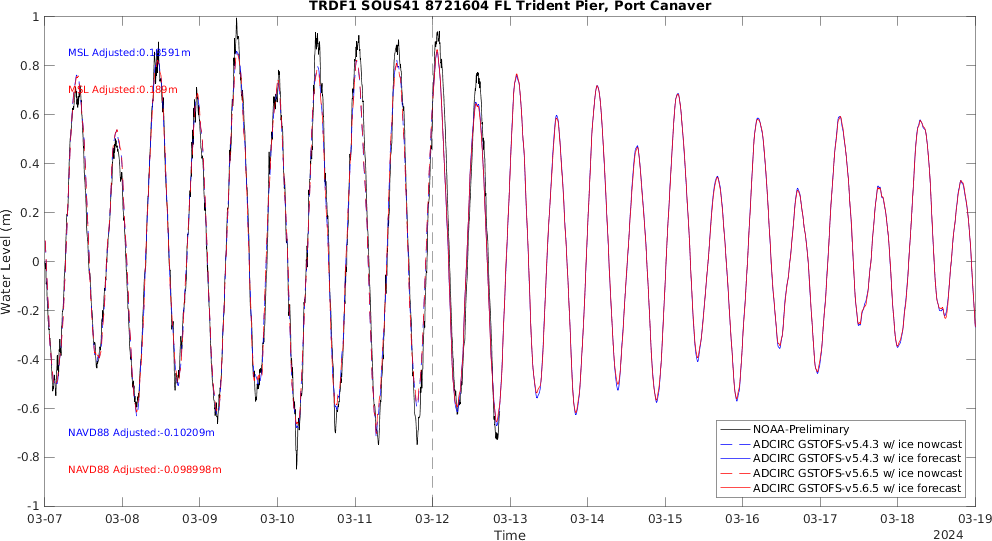 TRDF1 SOUS41 8721604 FL Trident Pier, Port Canaver
1
0.8
0.6
0.4
0.2
0
-0.2
-0.4
-0.6
-0.8
-1
Water Level (m)
MSL Adjusted:0.18591m
MSL Adjusted:0.189m
NAVD88 Adjusted:-0.10209m
NAVD88 Adjusted:-0.098998m
NOAA-Preliminary
ADCIRC GSTOFS-v5.4.3 w/ ice nowcast
ADCIRC GSTOFS-v5.4.3 w/ ice forecast
ADCIRC GSTOFS-v5.6.5 w/ ice nowcast
ADCIRC GSTOFS-v5.6.5 w/ ice forecast
03-07 03-08 03-09 03-10 03-11 03-12 03-13 03-14 03-15 03-16 03-17 03-18 03-19
Time
2024